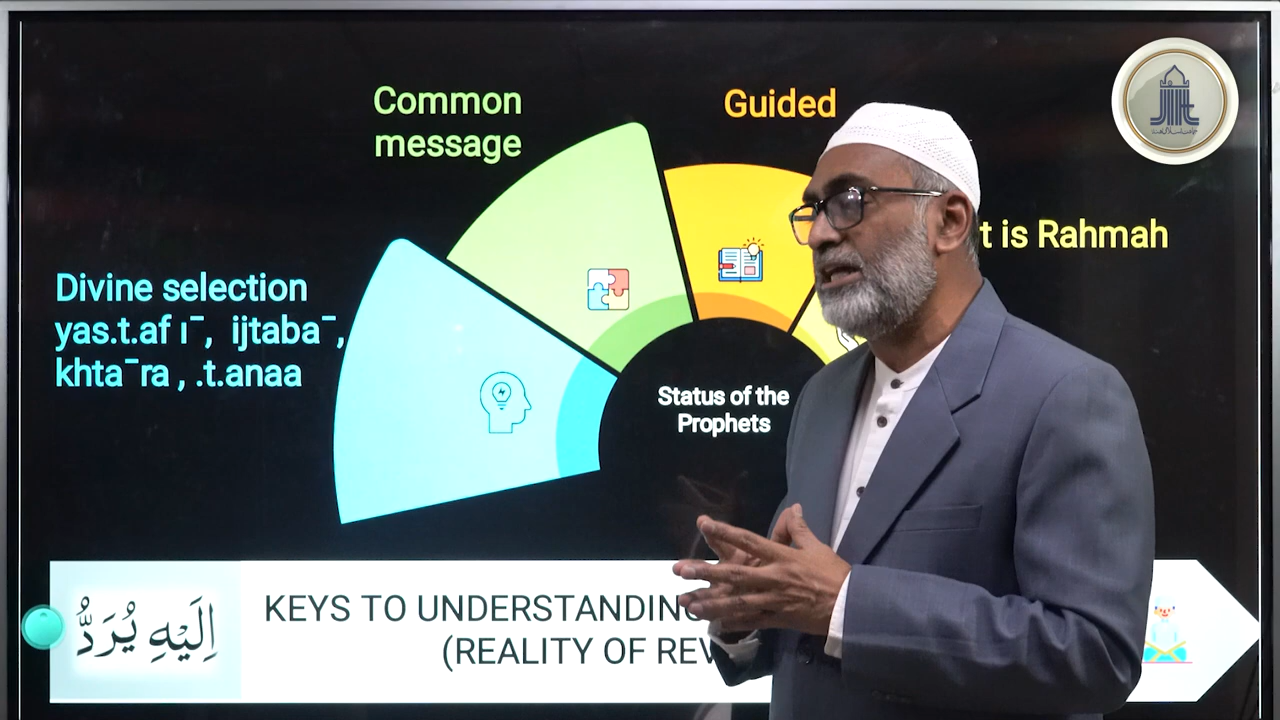 Common
message
Guided
t is Rahmah
Divine selection
yas.t.af ı¯, ijtaba¯,
khta¯ra , .t.anaa
Status of the
Prophets
اِلَيْهِ يُرَدُّ
KEYS TO UNDERSTANDING
(REALITY OF REV